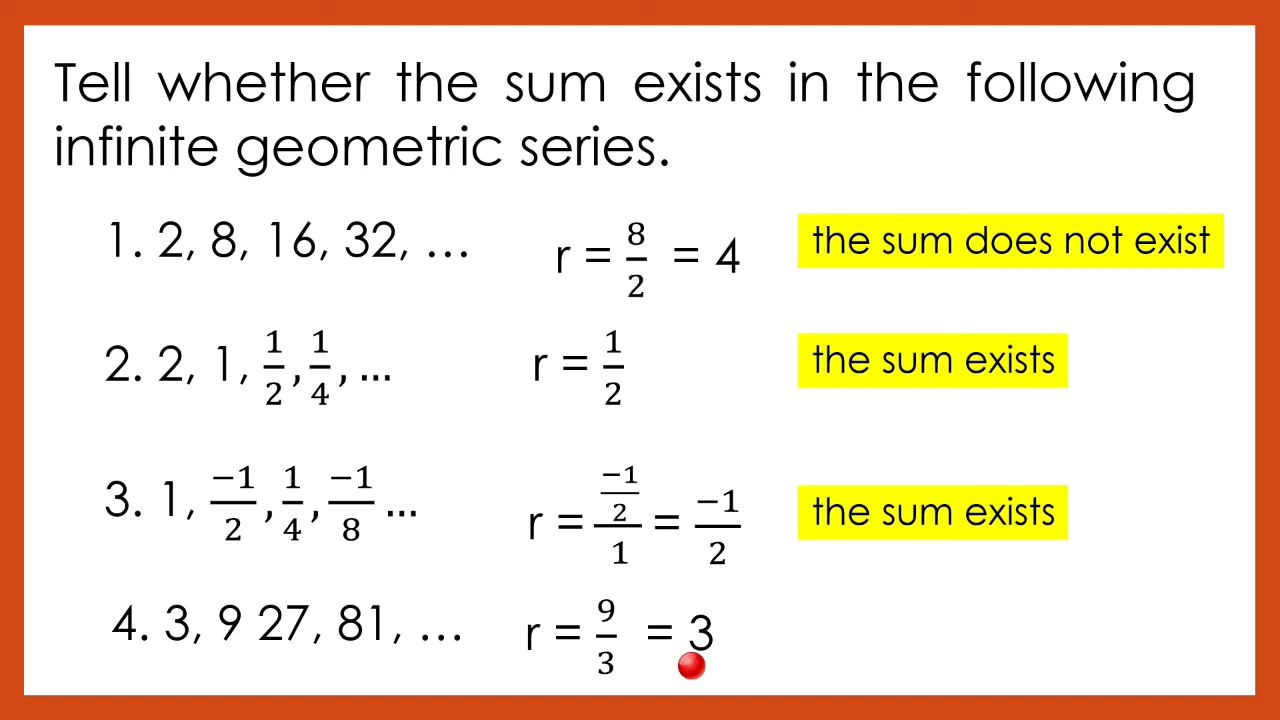 Tell whether the sum exists in the following
infinite geometric series.
1. 2, 8, 16, 32, … r = 8/2 = 4 the sum does not exist
2. 2, 1, 1/2, 1/4, … r = 1/2 the sum exists
3. 1, −1/2, 1/4, −1/8 … r = (−1/2)/1 = −1/2 the sum exists
4. 3, 9 27, 81, … r = 9/3 = 3